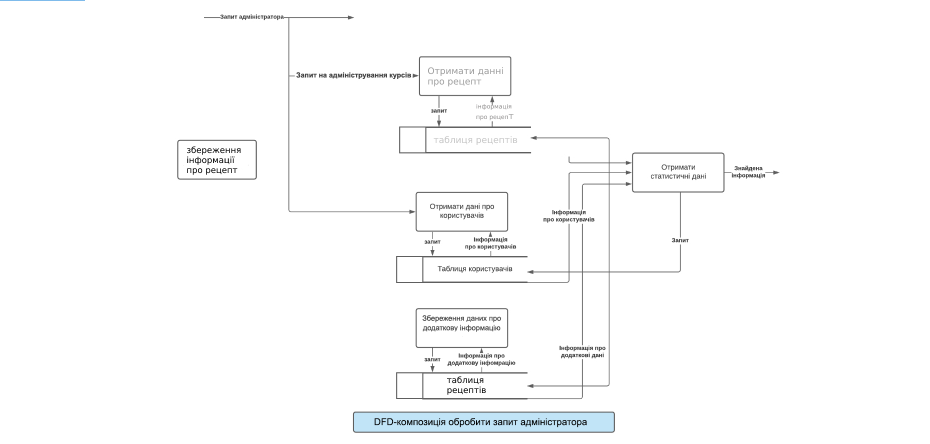 Запит адміністратора
Запит на адміністрування курсів
Отримати данні
про рецепт
запит
інформація
про рецепТ
таблиця рецептів
збереження
інформації
про рецепт
Отримати
статистичні дані
Знайдена
інформація
Отримати дані про
користувачів
Інформація
про користувачів
запит
Інформація
про користувачів
Запит
Таблиця користувачів
Збереження даних про
додаткову інформацію
запит
Інформація про
додаткову інфомрацію
Інформація про
додаткові дані
таблиця
рецептів
DFD-композиція обробити запит адміністратора